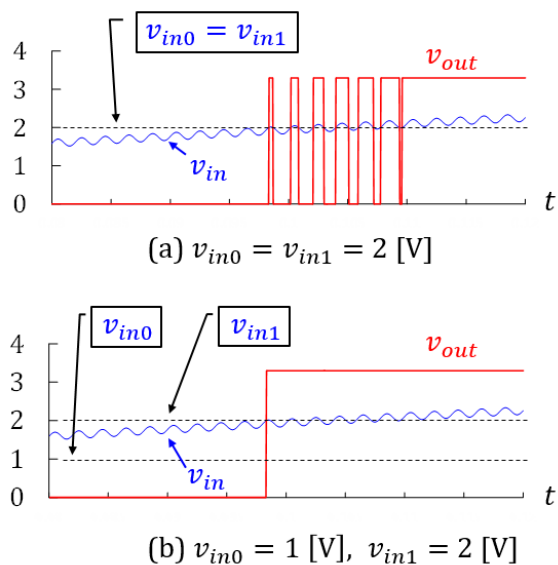 v_in0 = v_in1
v_out
4
3
2
1
0
v_in
t
(a) v_in0 = v_in1 = 2 [V]
v_in0
v_in1
v_out
4
3
2
1
0
v_in
t
(b) v_in0 = 1 [V], v_in1 = 2 [V]